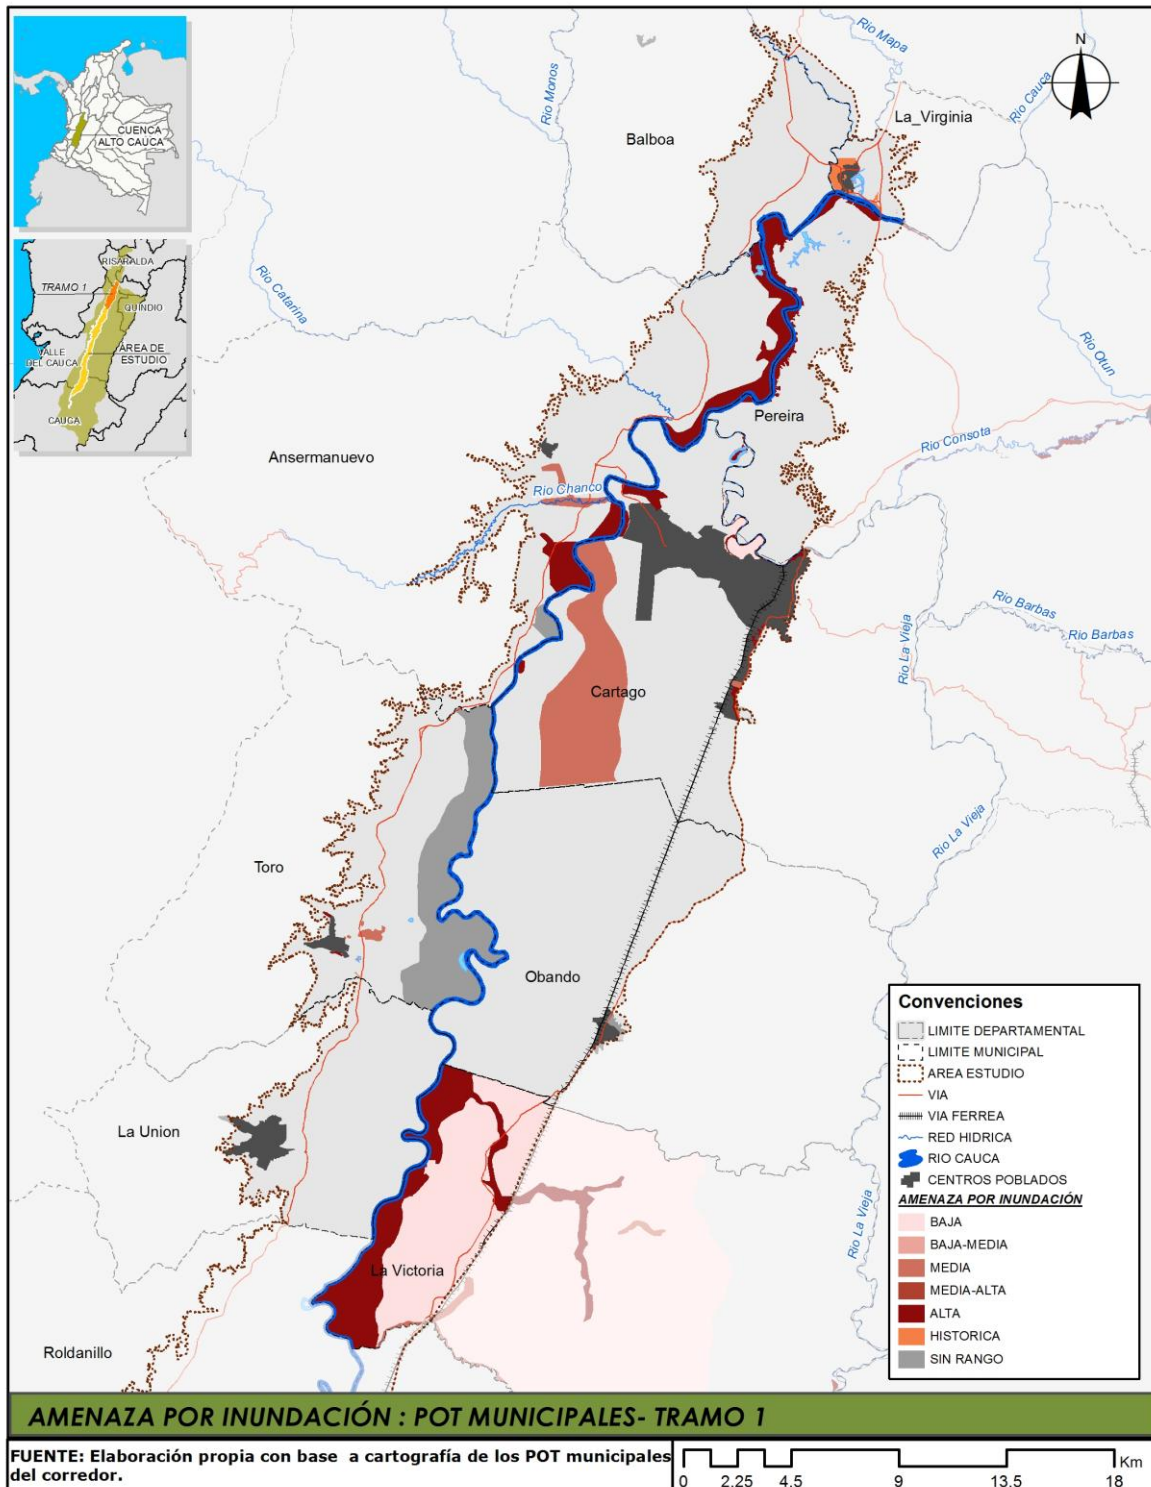 CUENCA
ALTO CAUCA
RISARALDA
TRAMO 1
QUINDIO
VALLE
DEL CAUCA
ÁREA DE
ESTUDIO
CAUCA
N
Rio Mapa
Rio Monos
Rio Cauca
La_Virginia
Balboa
Rio Catarina
Rio Otun
Pereira
Rio Consota
Ansermanuevo
Rio Chanco
Rio Barbas
Rio Barbas
Rio La Vieja
Cartago
Rio La Vieja
Toro
Obando
La Union
Rio La Vieja
La Victoria
Roldanillo
Convenciones
LIMITE DEPARTAMENTAL
LIMITE MUNICIPAL
AREA ESTUDIO
VIA
VIA FERREA
RED HIDRICA
RIO CAUCA
CENTROS POBLADOS
AMENAZA POR INUNDACIÓN
BAJA
BAJA-MEDIA
MEDIA
MEDIA-ALTA
ALTA
HISTORICA
SIN RANGO
AMENAZA POR INUNDACIÓN : POT MUNICIPALES- TRAMO 1
FUENTE: Elaboración propia con base a cartografía de los POT municipales
del corredor.
0 2.25 4.5 9 13.5 18 Km